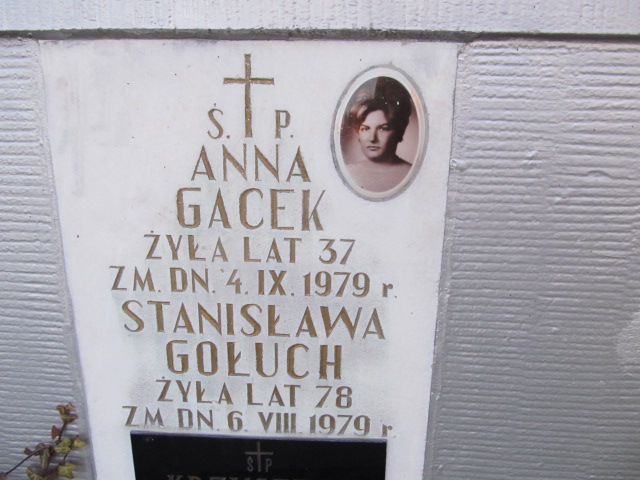 Ś. P.
ANNA
GACEK
ŻYŁA LAT 37
ZM. DN. 4. IX. 1979 r.
STANISŁAWA
GOŁUCH
ŻYŁA LAT 78
ZM DN. 6. VIII 1979 r.
Ś P